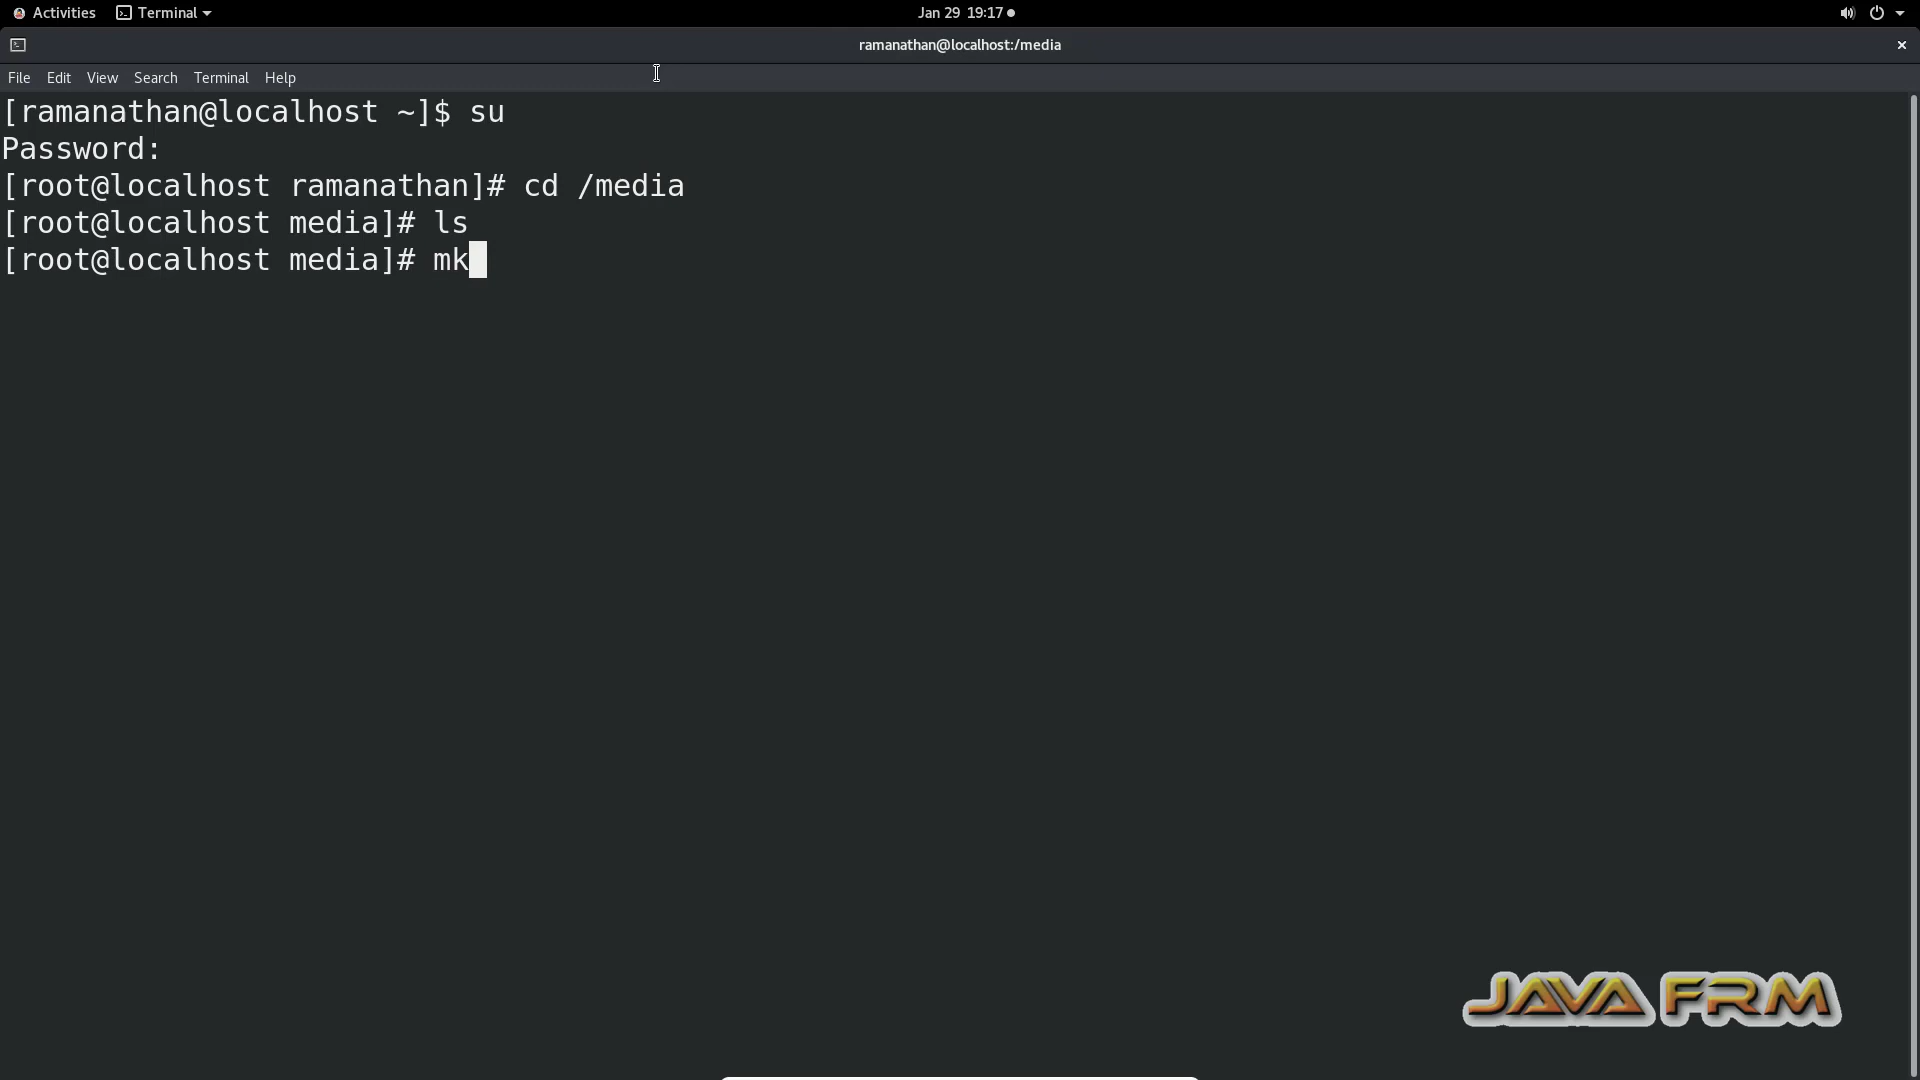 Activities Terminal Jan 29 19:17
ramanathan@localhost:/media
File Edit View Search Terminal Help
[ramanathan@localhost ~]$ su
Password:
[root@localhost ramanathan]# cd /media
[root@localhost media]# ls
[root@localhost media]# mk
JAVA FRM